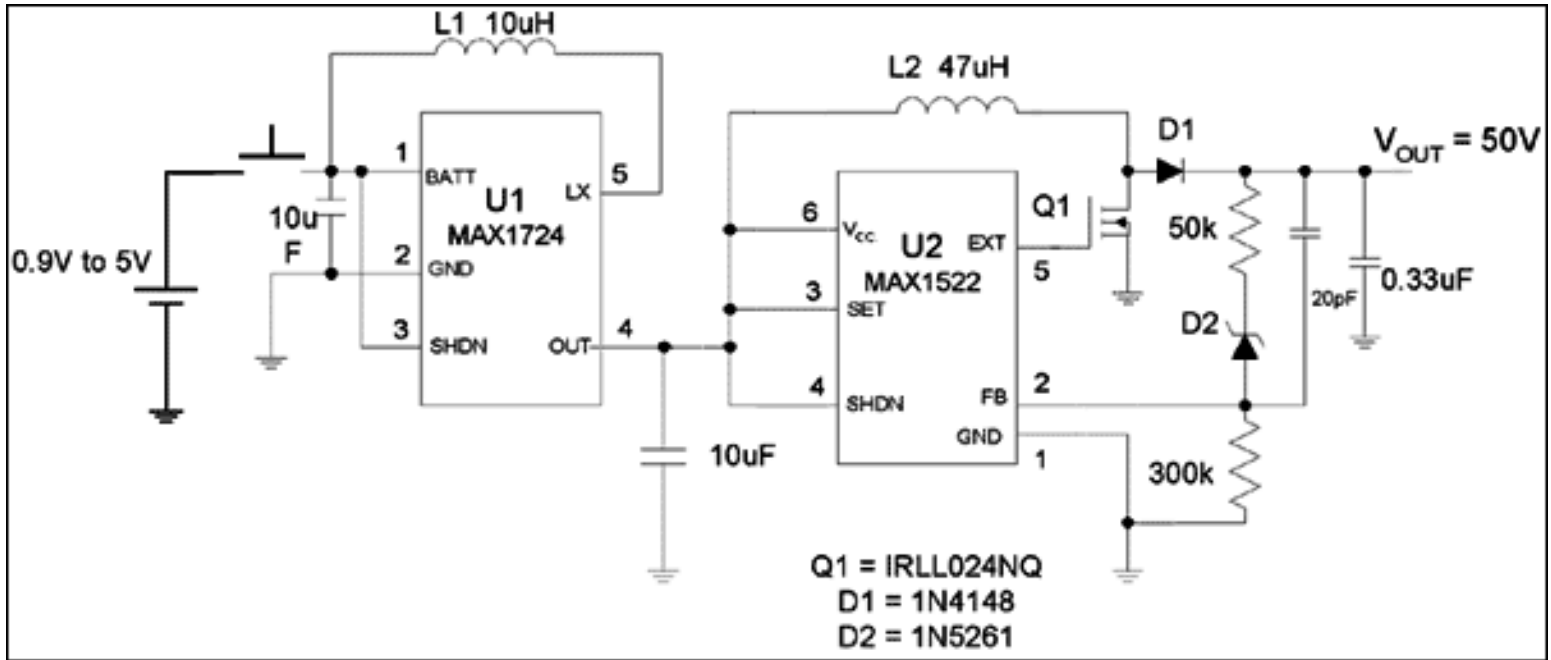 L1 10uH
L2 47uH
D1
V_OUT = 50V
1
BATT
5
LX
U1
MAX1724
10u
F
2
GND
0.9V to 5V
3
SHDN
OUT
4
10uF
6
V_CC
U2
MAX1522
EXT
5
Q1
3
SET
4
SHDN
FB
2
GND
1
50k
20pF
0.33uF
D2
300k
Q1 = IRLL024NQ
D1 = 1N4148
D2 = 1N5261